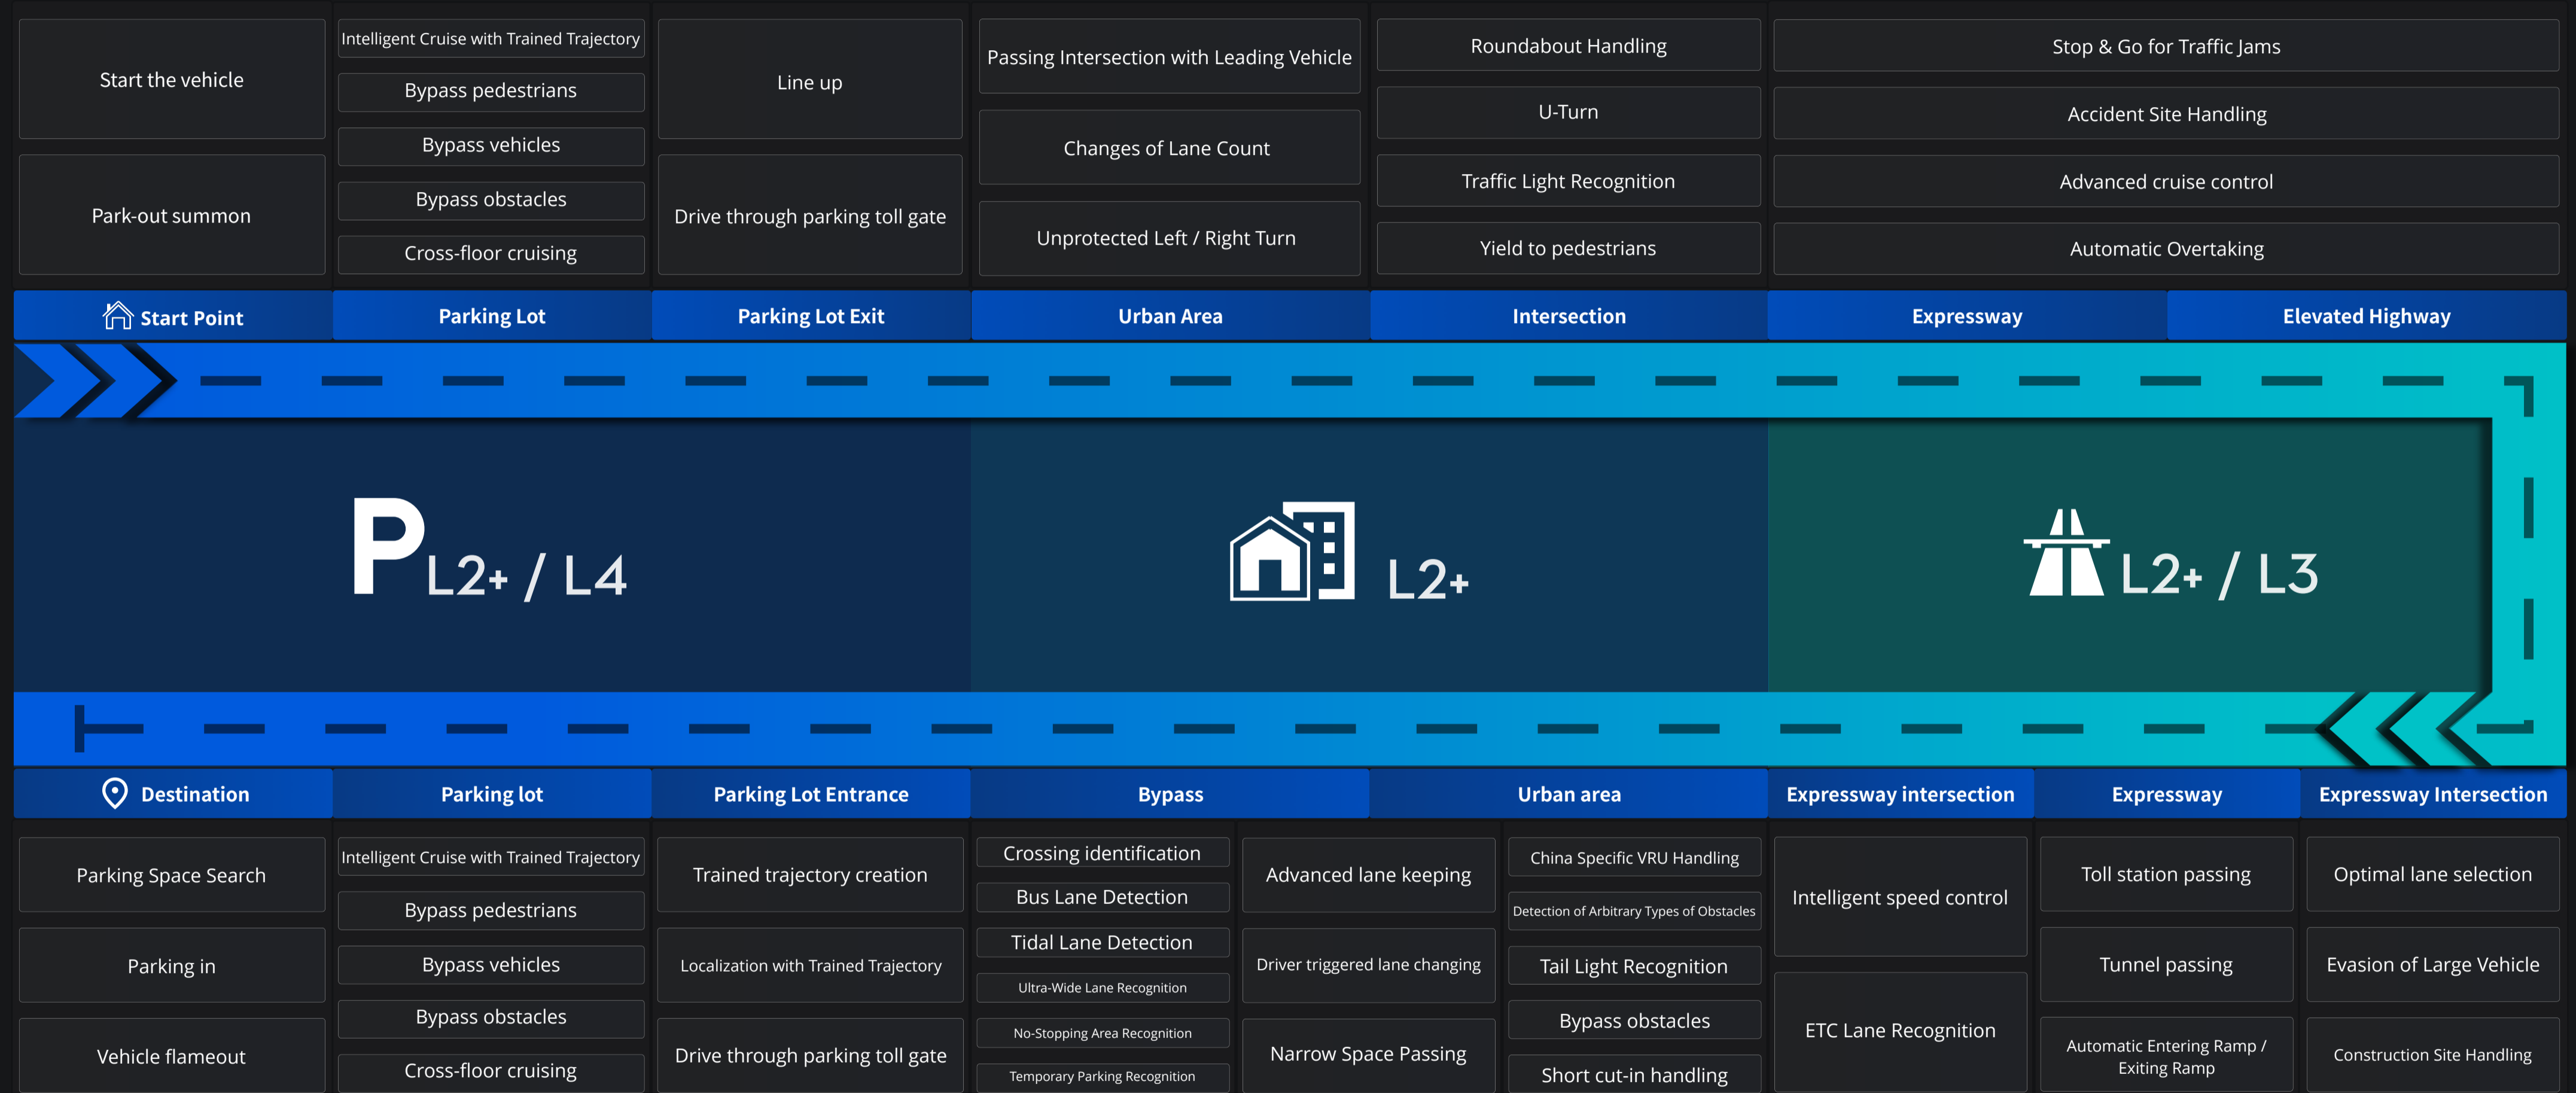 Start the vehicle
Park-out summon
Intelligent Cruise with Trained Trajectory
Bypass pedestrians
Bypass vehicles
Bypass obstacles
Cross-floor cruising
Line up
Drive through parking toll gate
Passing Intersection with Leading Vehicle
Changes of Lane Count
Unprotected Left / Right Turn
Roundabout Handling
U-Turn
Traffic Light Recognition
Yield to pedestrians
Stop & Go for Traffic Jams
Accident Site Handling
Advanced cruise control
Automatic Overtaking
Start Point
Parking Lot
Parking Lot Exit
Urban Area
Intersection
Expressway
Elevated Highway
P L2+ / L4
L2+
L2+ / L3
Destination
Parking lot
Parking Lot Entrance
Bypass
Urban area
Expressway intersection
Expressway
Expressway Intersection
Parking Space Search
Parking in
Vehicle flameout
Intelligent Cruise with Trained Trajectory
Bypass pedestrians
Bypass vehicles
Bypass obstacles
Cross-floor cruising
Trained trajectory creation
Localization with Trained Trajectory
Drive through parking toll gate
Crossing identification
Bus Lane Detection
Tidal Lane Detection
Ultra-Wide Lane Recognition
No-Stopping Area Recognition
Temporary Parking Recognition
Advanced lane keeping
Driver triggered lane changing
Narrow Space Passing
China Specific VRU Handling
Detection of Arbitrary Types of Obstacles
Tail Light Recognition
Bypass obstacles
Short cut-in handling
Intelligent speed control
ETC Lane Recognition
Toll station passing
Tunnel passing
Automatic Entering Ramp /
Exiting Ramp
Optimal lane selection
Evasion of Large Vehicle
Construction Site Handling